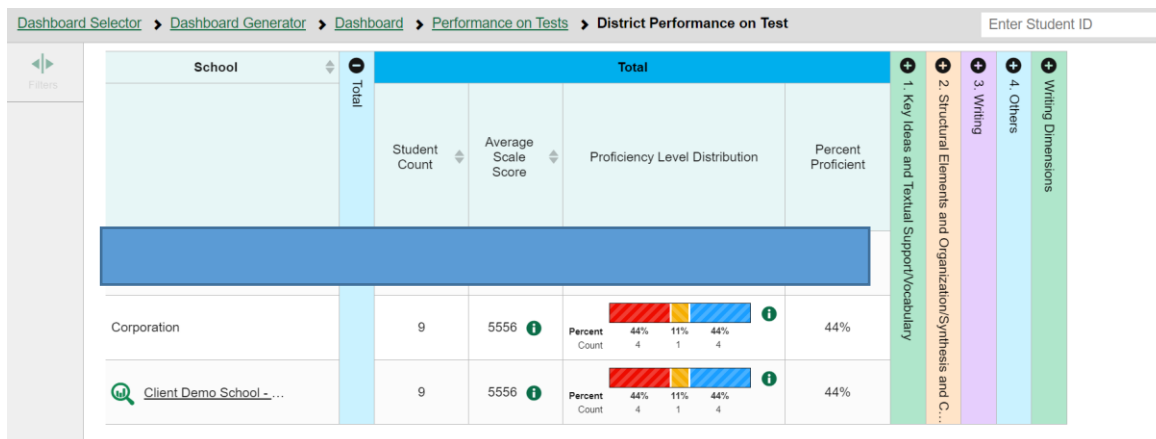 Dashboard Selector > Dashboard Generator > Dashboard > Performance on Tests > District Performance on Test
Enter Student ID
Filters
School
Total
Total
Student
Count
Average
Scale
Score
Proficiency Level Distribution
Percent
Proficient
1. Key Ideas and Textual Support/Vocabulary
2. Structural Elements and Organization/Synthesis and C...
3. Writing
4. Others
Writing Dimensions
Corporation
9
5556
Percent 44% 11% 44%
Count 4 1 4
44%
Client Demo School - ...
9
5556
Percent 44% 11% 44%
Count 4 1 4
44%